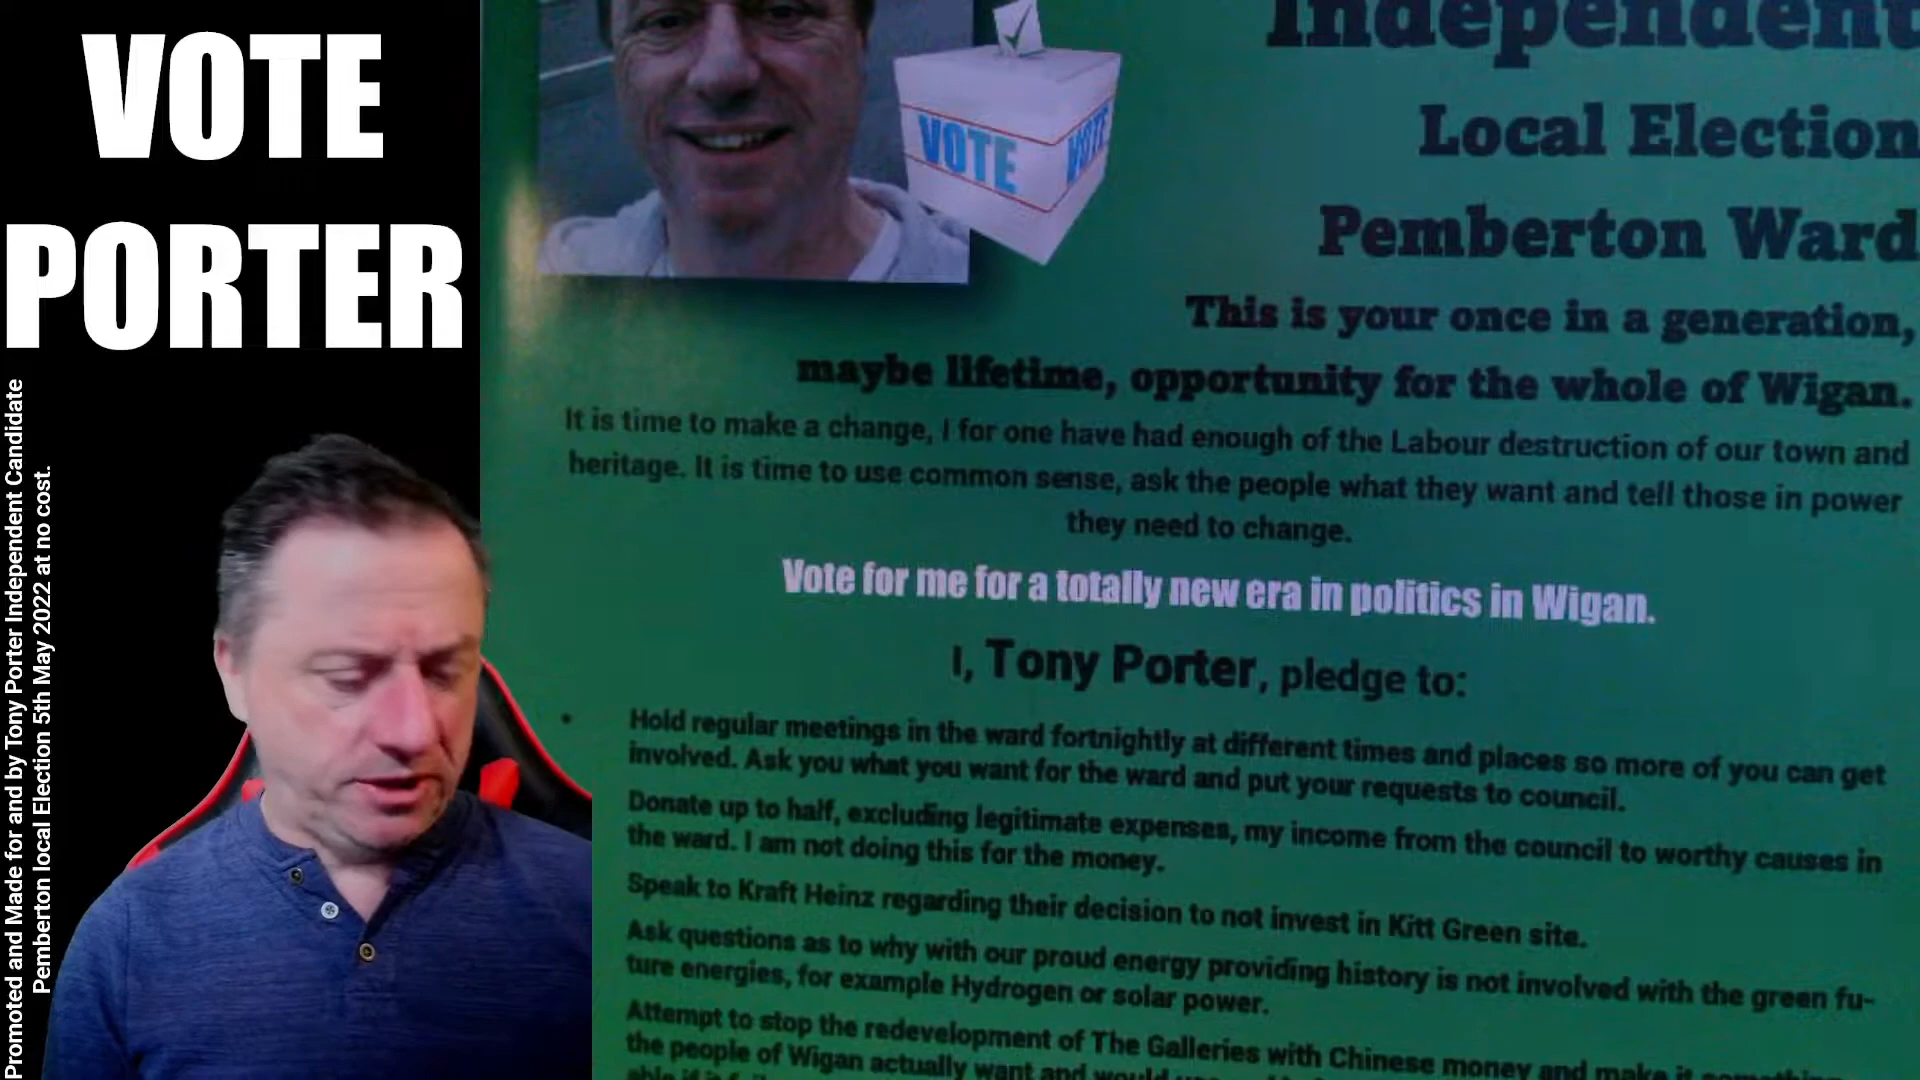 VOTE
PORTER
Promoted and Made for and by Tony Porter Independent Candidate
Pemberton local Election 5th May 2022 at no cost.
VOTE
VOTE
Independent
Local Election
Pemberton Ward
This is your once in a generation,
maybe lifetime, opportunity for the whole of Wigan.
It is time to make a change, I for one have had enough of the Labour destruction of our town and
heritage. It is time to use common sense, ask the people what they want and tell those in power
they need to change.
Vote for me for a totally new era in politics in Wigan.
I, Tony Porter, pledge to:
• Hold regular meetings in the ward fortnightly at different times and places so more of you can get
involved. Ask you what you want for the ward and put your requests to council.
Donate up to half, excluding legitimate expenses, my income from the council to worthy causes in
the ward. I am not doing this for the money.
Speak to Kraft Heinz regarding their decision to not invest in Kitt Green site.
Ask questions as to why with our proud energy providing history is not involved with the green fu-
ture energies, for example Hydrogen or solar power.
Attempt to stop the redevelopment of The Galleries with Chinese money and make it
the people of Wigan actually want and would